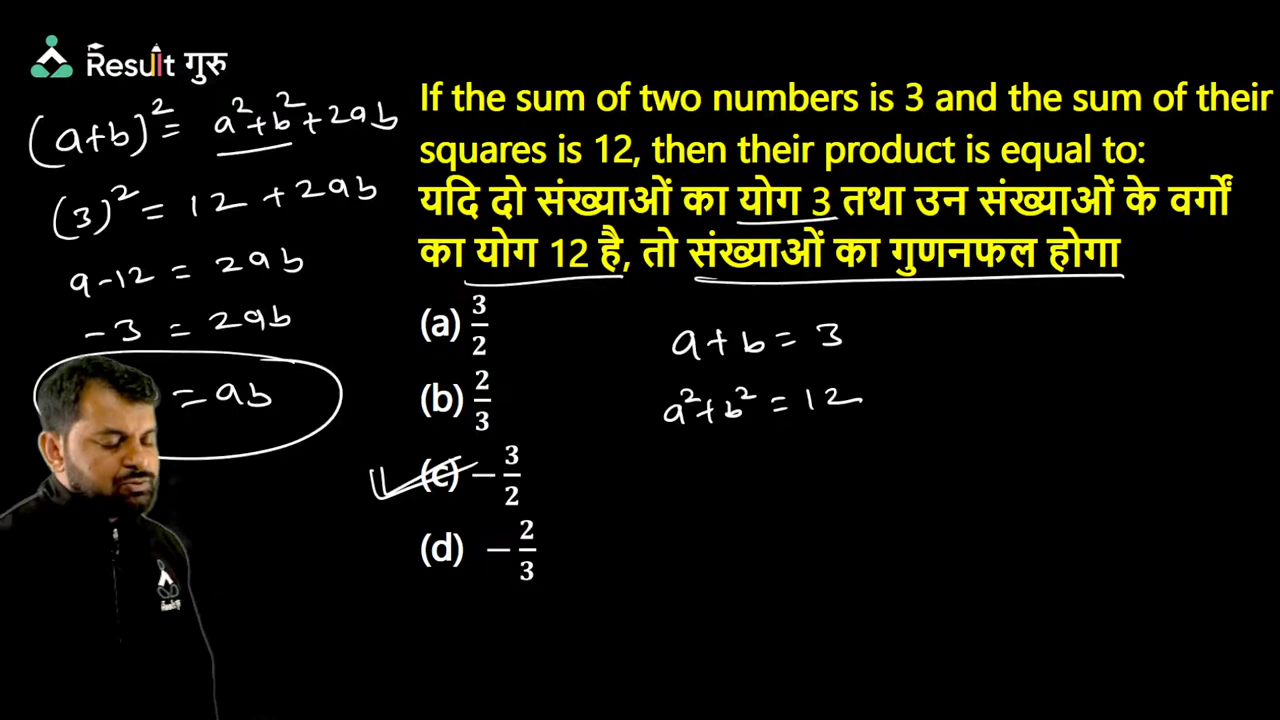 Result गुरु
If the sum of two numbers is 3 and the sum of their
squares is 12, then their product is equal to:
यदि दो संख्याओं का योग 3 तथा उन संख्याओं के वर्गों
का योग 12 है, तो संख्याओं का गुणनफल होगा
(a) 3/2
(b) 2/3
(c) −3/2
(d) −2/3
(a+b)² = a²+b²+2ab
(3)² = 12 + 2ab
9-12 = 2ab
-3 = 2ab
= ab
a+b = 3
a²+b² = 12